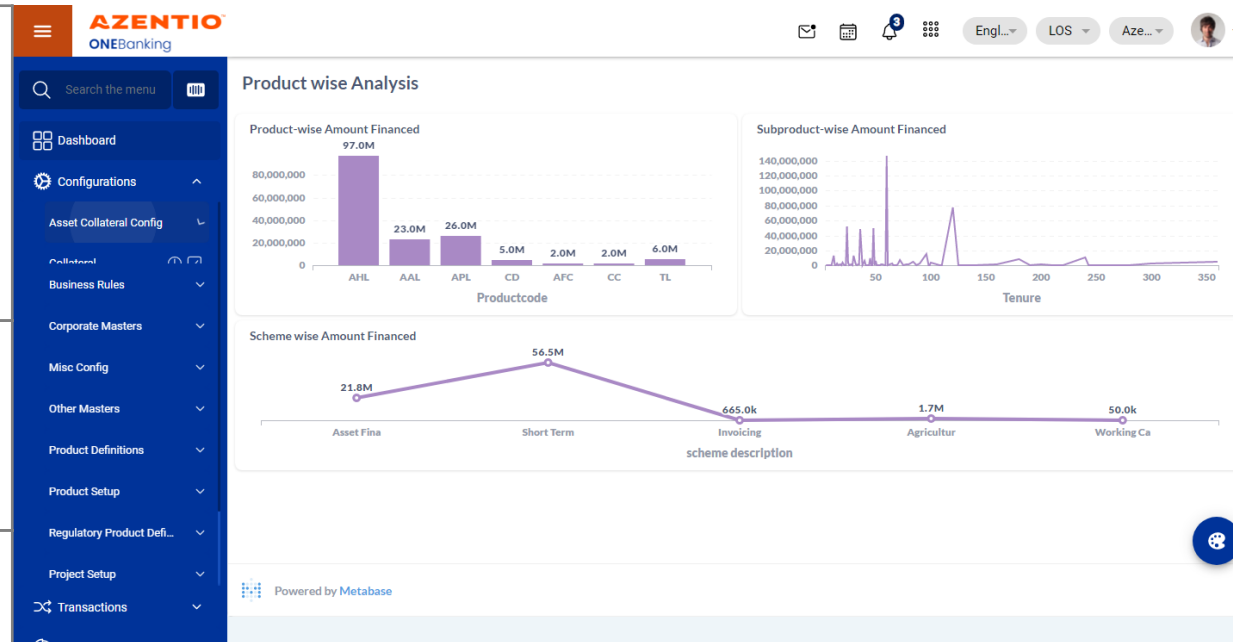 AZENTIO
ONEBanking
3
Engl...
LOS
Aze...
Search the menu
Dashboard
Configurations
Asset Collateral Config
Collateral
Business Rules
Corporate Masters
Misc Config
Other Masters
Product Definitions
Product Setup
Regulatory Product Defi...
Project Setup
Transactions
Product wise Analysis
Product-wise Amount Financed
97.0M
80,000,000
60,000,000
40,000,000
20,000,000
0
23.0M
26.0M
5.0M
2.0M
2.0M
6.0M
AHL AAL APL CD AFC CC TL
Productcode
Subproduct-wise Amount Financed
140,000,000
120,000,000
100,000,000
80,000,000
60,000,000
40,000,000
20,000,000
0
50 100 150 200 250 300 350
Tenure
Scheme wise Amount Financed
21.8M
56.5M
665.0k
1.7M
50.0k
Asset Fina Short Term Invoicing Agricultur Working Ca
scheme description
Powered by Metabase